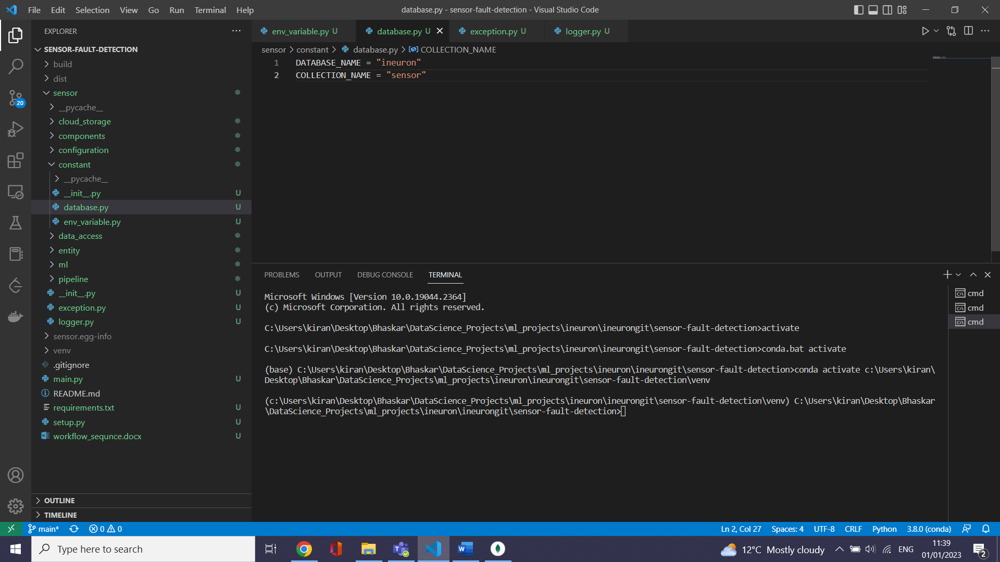 File Edit Selection View Go Run Terminal Help
database.py - sensor-fault-detection - Visual Studio Code
EXPLORER
SENSOR-FAULT-DETECTION
build
dist
sensor
__pycache__
cloud_storage
components
configuration
constant
__pycache__
__init__.py U
database.py U
env_variable.py U
data_access
entity
ml
pipeline
__init__.py U
exception.py U
logger.py U
sensor.egg-info
venv
.gitignore
main.py U
README.md
requirements.txt U
setup.py U
workflow_sequnce.docx U
OUTLINE
TIMELINE
20
env_variable.py U database.py U exception.py U logger.py U
sensor > constant > database.py > COLLECTION_NAME
1 DATABASE_NAME = "ineuron"
2 COLLECTION_NAME = "sensor"
PROBLEMS OUTPUT DEBUG CONSOLE TERMINAL
Microsoft Windows [Version 10.0.19044.2364]
(c) Microsoft Corporation. All rights reserved.
C:\Users\kiran\Desktop\Bhaskar\DataScience_Projects\ml_projects\ineuron\ineurongit\sensor-fault-detection>activate
C:\Users\kiran\Desktop\Bhaskar\DataScience_Projects\ml_projects\ineuron\ineurongit\sensor-fault-detection>conda.bat activate
(base) C:\Users\kiran\Desktop\Bhaskar\DataScience_Projects\ml_projects\ineuron\ineurongit\sensor-fault-detection>conda activate c:\Users\kiran\
Desktop\Bhaskar\DataScience_Projects\ml_projects\ineuron\ineurongit\sensor-fault-detection\venv
(c:\Users\kiran\Desktop\Bhaskar\DataScience_Projects\ml_projects\ineuron\ineurongit\sensor-fault-detection\venv) C:\Users\kiran\Desktop\Bhaskar
\DataScience_Projects\ml_projects\ineuron\ineurongit\sensor-fault-detection>
cmd
cmd
cmd
main* 0 0
Ln 2, Col 27 Spaces: 4 UTF-8 CRLF Python 3.8.0 (conda)
Type here to search
12°C Mostly cloudy
ENG
11:39
01/01/2023
2